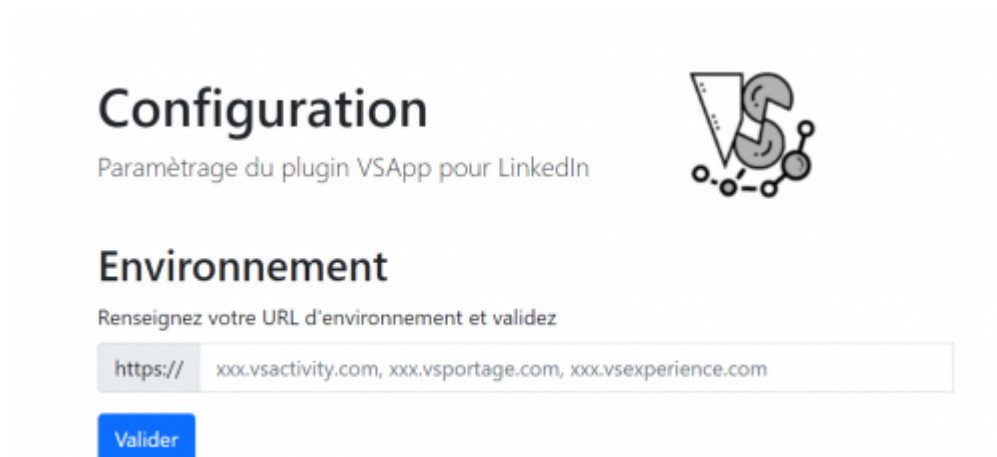 Configuration
Paramètrage du plugin VSApp pour LinkedIn
Environnement
Renseignez votre URL d'environnement et validez
https:// xxx.vsactivity.com, xxx.vsportage.com, xxx.vsexperience.com
Valider